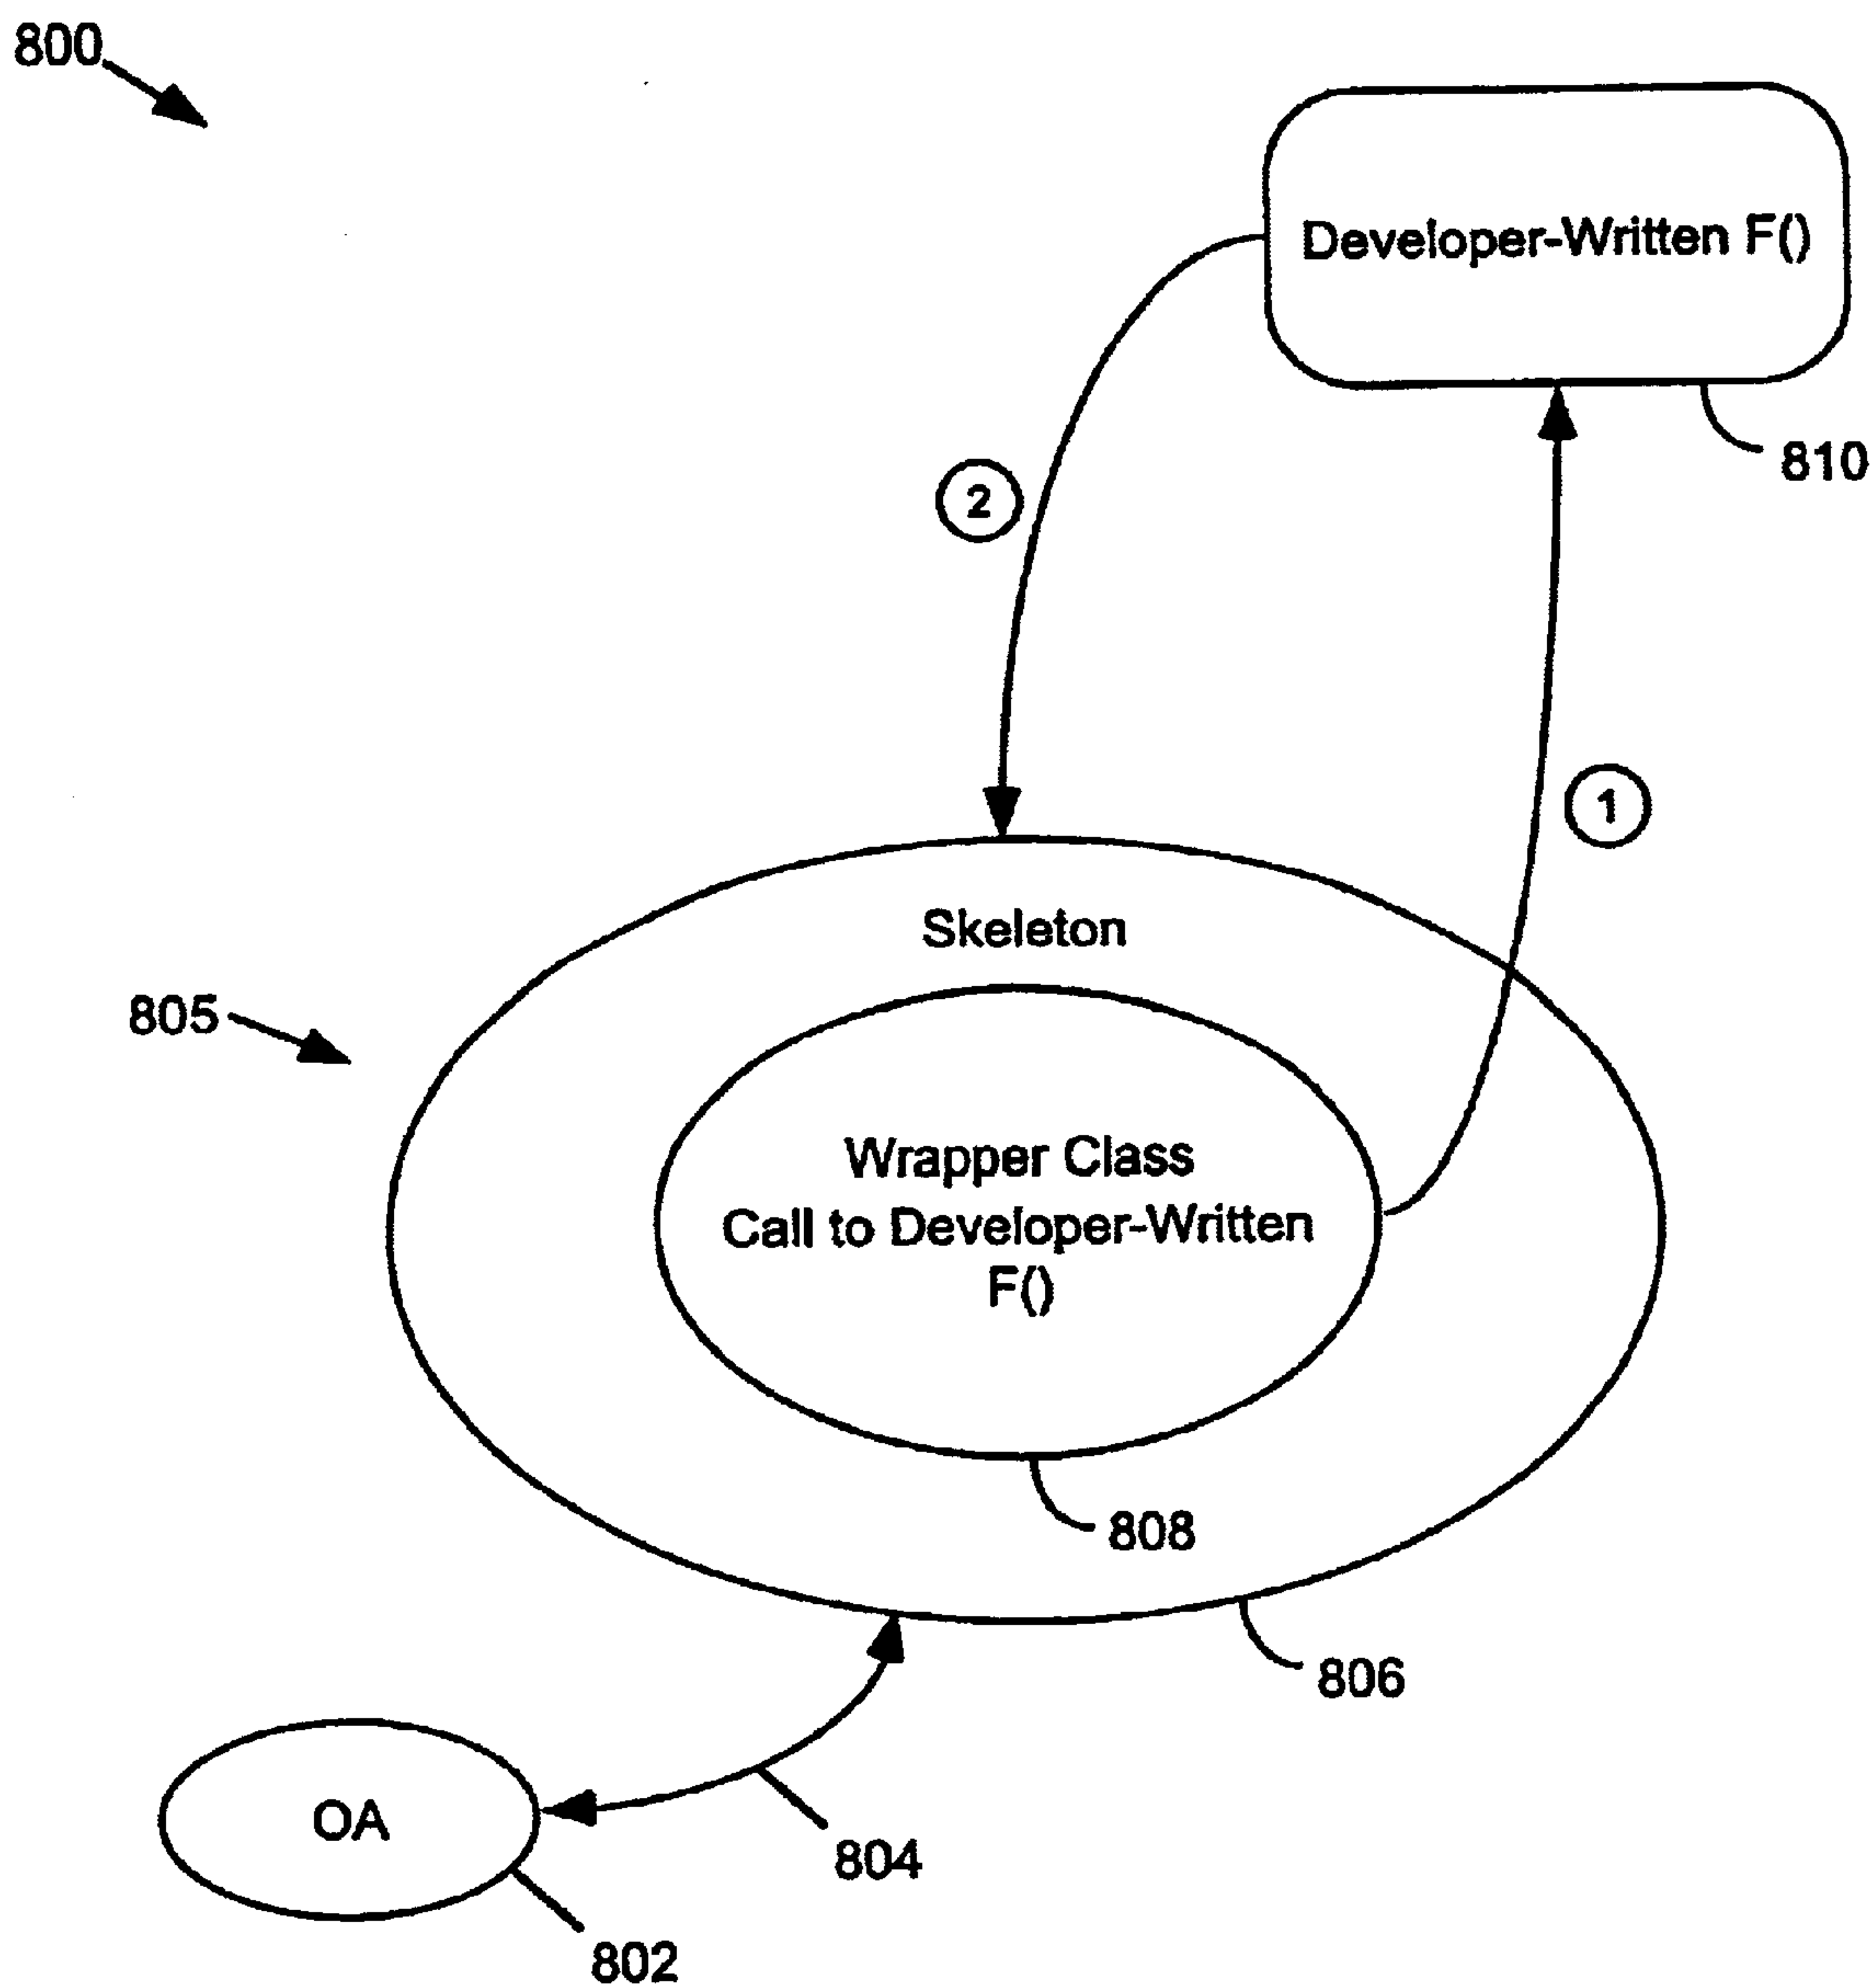 800
Developer-Written F()
810
2
1
Skeleton
805
Wrapper Class
Call to Developer-Written
F()
808
806
OA
804
802